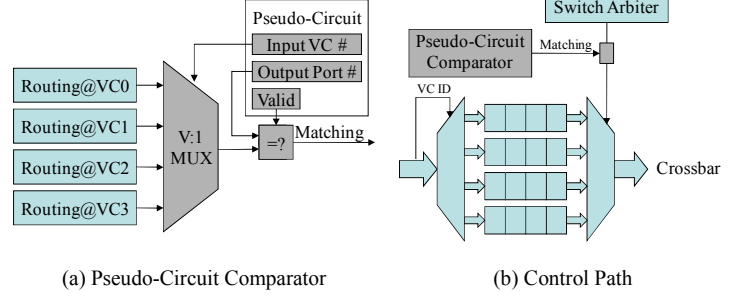 Pseudo-Circuit
Input VC #
Output Port #
Valid
Routing@VC0
Routing@VC1
Routing@VC2
Routing@VC3
V:1
MUX
=?
Matching
(a) Pseudo-Circuit Comparator
Switch Arbiter
Pseudo-Circuit
Comparator
Matching
VC ID
Crossbar
(b) Control Path